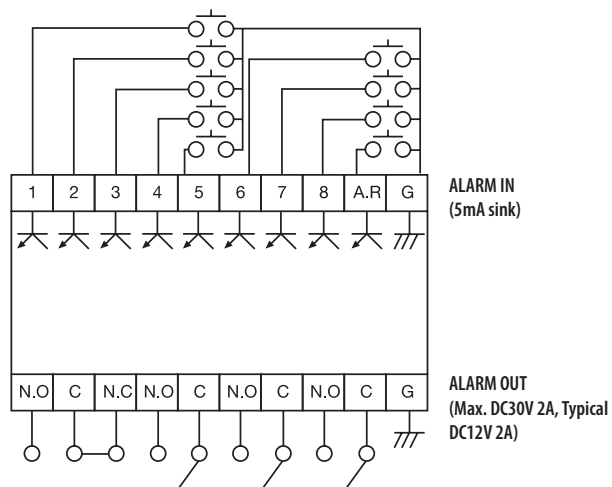 1 2 3 4 5 6 7 8 A.R G
ALARM IN
(5mA sink)
N.O C N.C N.O C N.O C N.O C G
ALARM OUT
(Max. DC30V 2A, Typical
DC12V 2A)